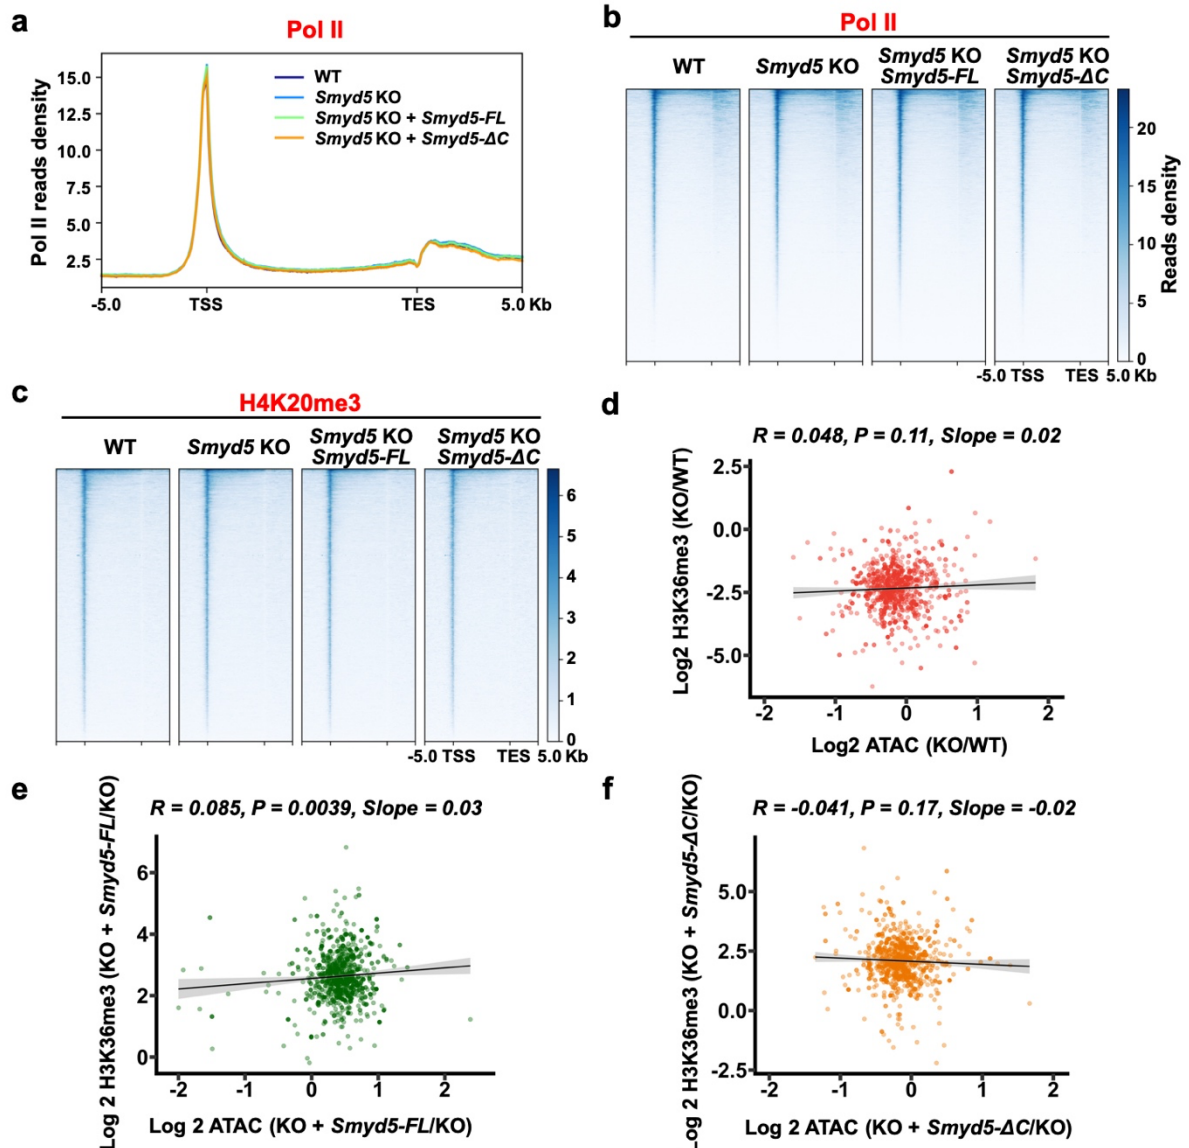 a
Pol II
Pol II reads density
15.0
12.5
10.0
7.5
5.0
2.5
WT
Smyd5 KO
Smyd5 KO + Smyd5-FL
Smyd5 KO + Smyd5-ΔC
-5.0 TSS TES 5.0 Kb
b
Pol II
WT
Smyd5 KO
Smyd5 KO
Smyd5-FL
Smyd5 KO
Smyd5-ΔC
20
15
10
5
0
Reads density
-5.0 TSS TES 5.0 Kb
c
H4K20me3
WT
Smyd5 KO
Smyd5 KO
Smyd5-FL
Smyd5 KO
Smyd5-ΔC
6
5
4
3
2
1
0
-5.0 TSS TES 5.0 Kb
d
R = 0.048, P = 0.11, Slope = 0.02
Log2 H3K36me3 (KO/WT)
2.5
0.0
-2.5
-5.0
-2 -1 0 1 2
Log2 ATAC (KO/WT)
e
R = 0.085, P = 0.0039, Slope = 0.03
Log 2 H3K36me3 (KO + Smyd5-FL/KO)
6
4
2
0
-2 -1 0 1 2
Log 2 ATAC (KO + Smyd5-FL/KO)
f
R = -0.041, P = 0.17, Slope = -0.02
Log 2 H3K36me3 (KO + Smyd5-ΔC/KO)
5.0
2.5
0.0
-2.5
-2 -1 0 1 2
Log 2 ATAC (KO + Smyd5-ΔC/KO)